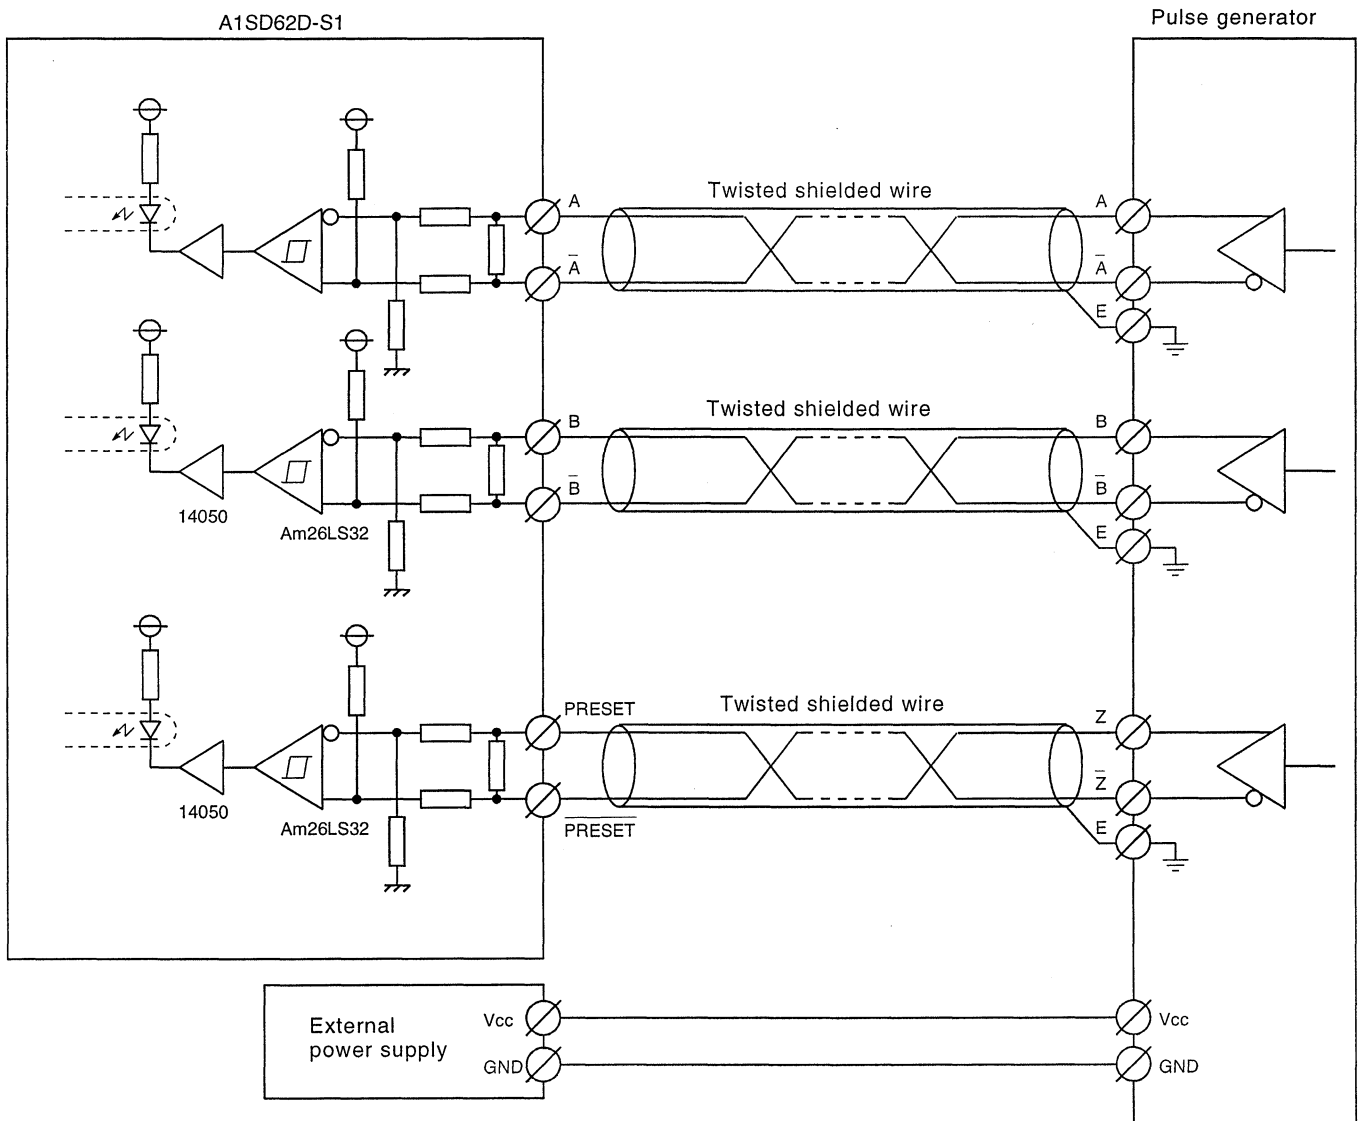 A1SD62D-S1
Pulse generator
Twisted shielded wire
A
A̅
A
A̅
E
Twisted shielded wire
B
B̅
B
B̅
E
14050
Am26LS32
Twisted shielded wire
PRESET
P̅R̅E̅S̅E̅T̅
Z
Z̅
E
14050
Am26LS32
External
power supply
Vcc
GND
Vcc
GND